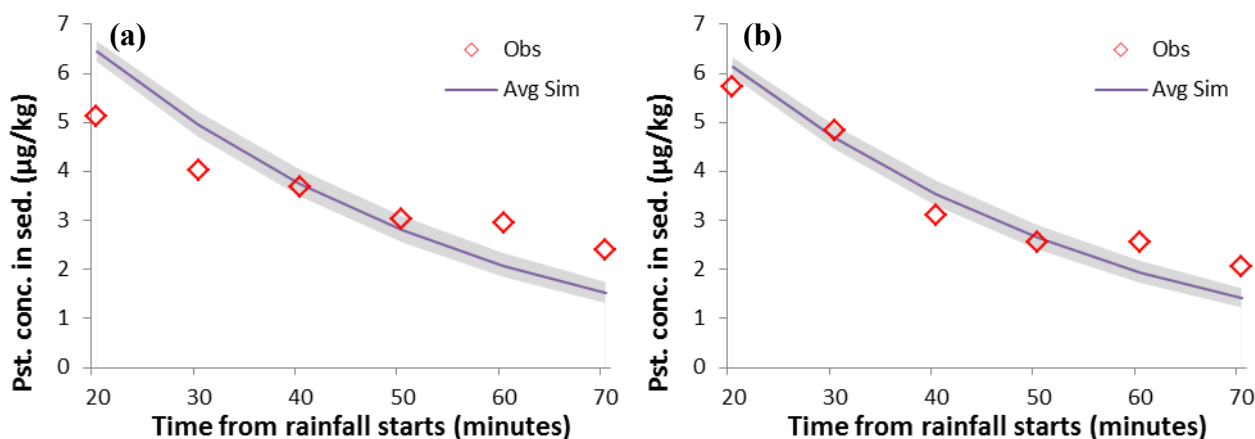 (a)
Obs
Avg Sim
7
6
5
4
3
2
1
0
Pst. conc. in sed. (µg/kg)
20 30 40 50 60 70
Time from rainfall starts (minutes)
(b)
Obs
Avg Sim
7
6
5
4
3
2
1
0
Pst. conc. in sed. (µg/kg)
20 30 40 50 60 70
Time from rainfall starts (minutes)